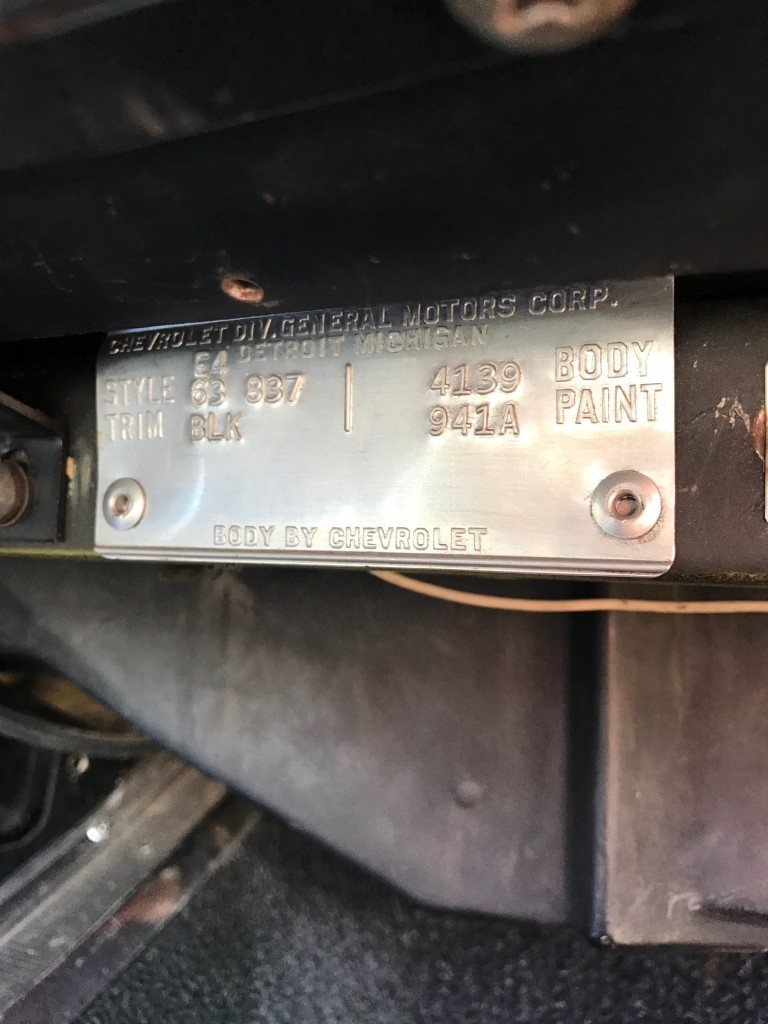 CHEVROLET DIV. GENERAL MOTORS CORP.
DETROIT MICHIGAN
E4
STYLE 63 837 | 4139 BODY
TRIM BLK 941A PAINT
BODY BY CHEVROLET